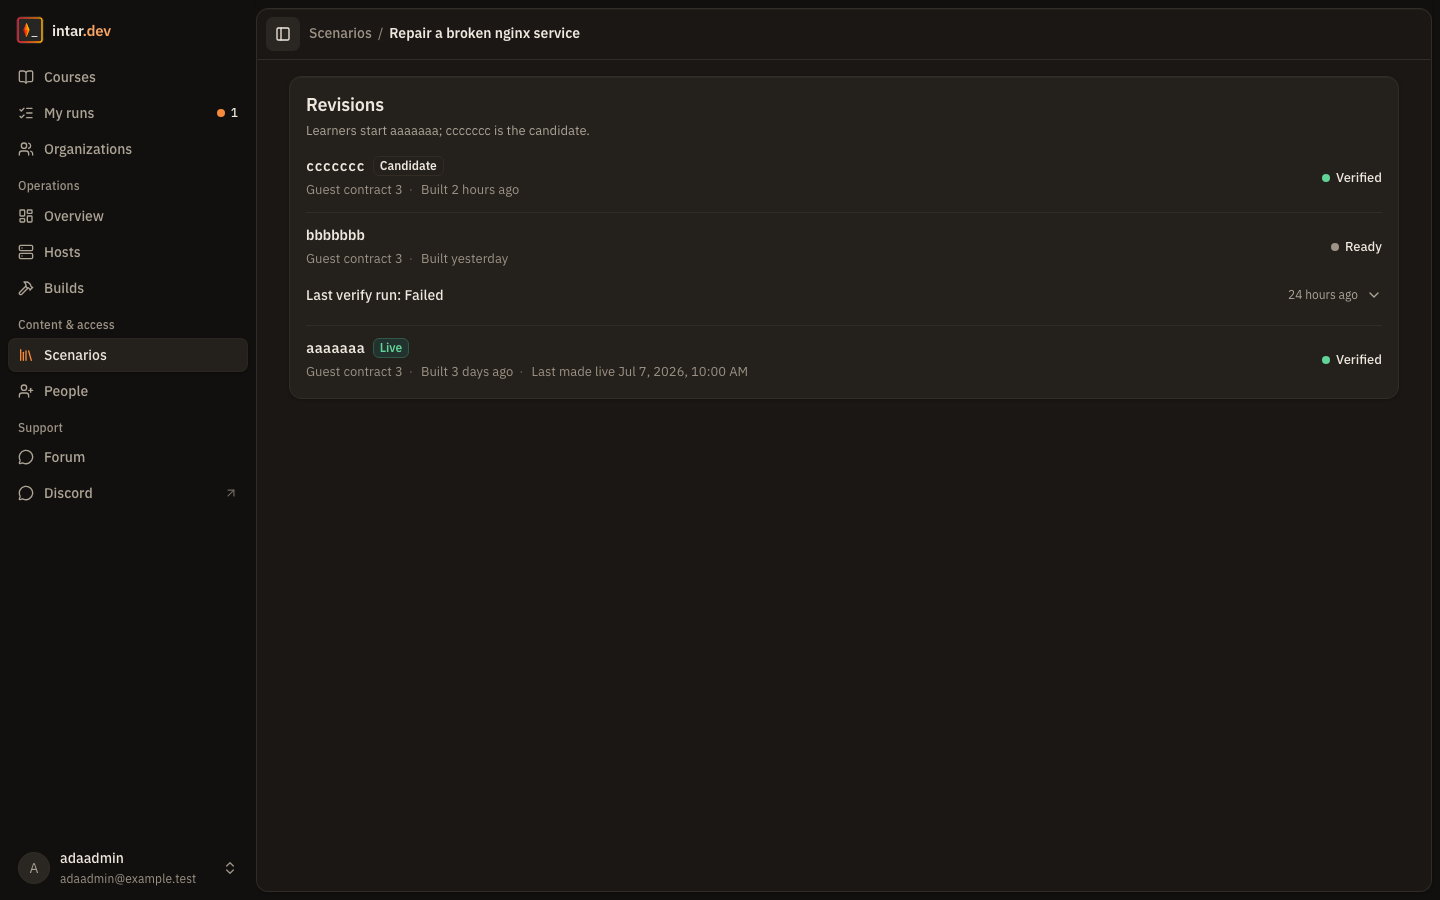 intar.dev
Courses
My runs
1
Organizations
Operations
Overview
Hosts
Builds
Content & access
Scenarios
People
Support
Forum
Discord
A
adaadmin
adaadmin@example.test
Scenarios / Repair a broken nginx service
Revisions
Learners start aaaaaaa; ccccccc is the candidate.
ccccccc Candidate
Guest contract 3 · Built 2 hours ago
Verified
bbbbbbb
Guest contract 3 · Built yesterday
Ready
Last verify run: Failed
24 hours ago
aaaaaaa Live
Guest contract 3 · Built 3 days ago · Last made live Jul 7, 2026, 10:00 AM
Verified